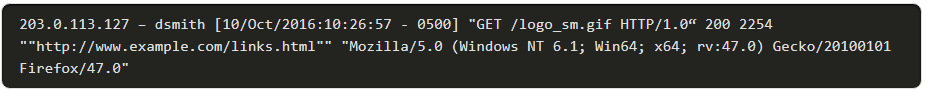 203.0.113.127 – dsmith [10/Oct/2016:10:26:57 - 0500] "GET /logo_sm.gif HTTP/1.0“ 200 2254
""http://www.example.com/links.html"" "Mozilla/5.0 (Windows NT 6.1; Win64; x64; rv:47.0) Gecko/20100101
Firefox/47.0"